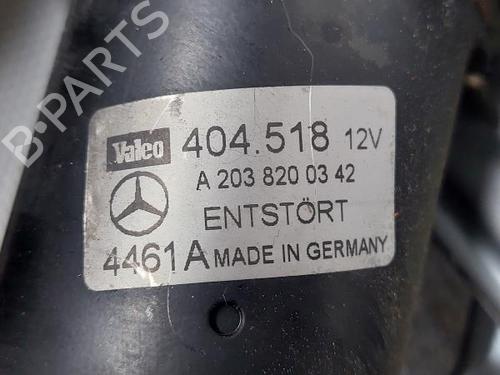 B-PARTS
Valeo 404.518 12V
A 203 820 03 42
ENTSTÖRT
4461A MADE IN GERMANY